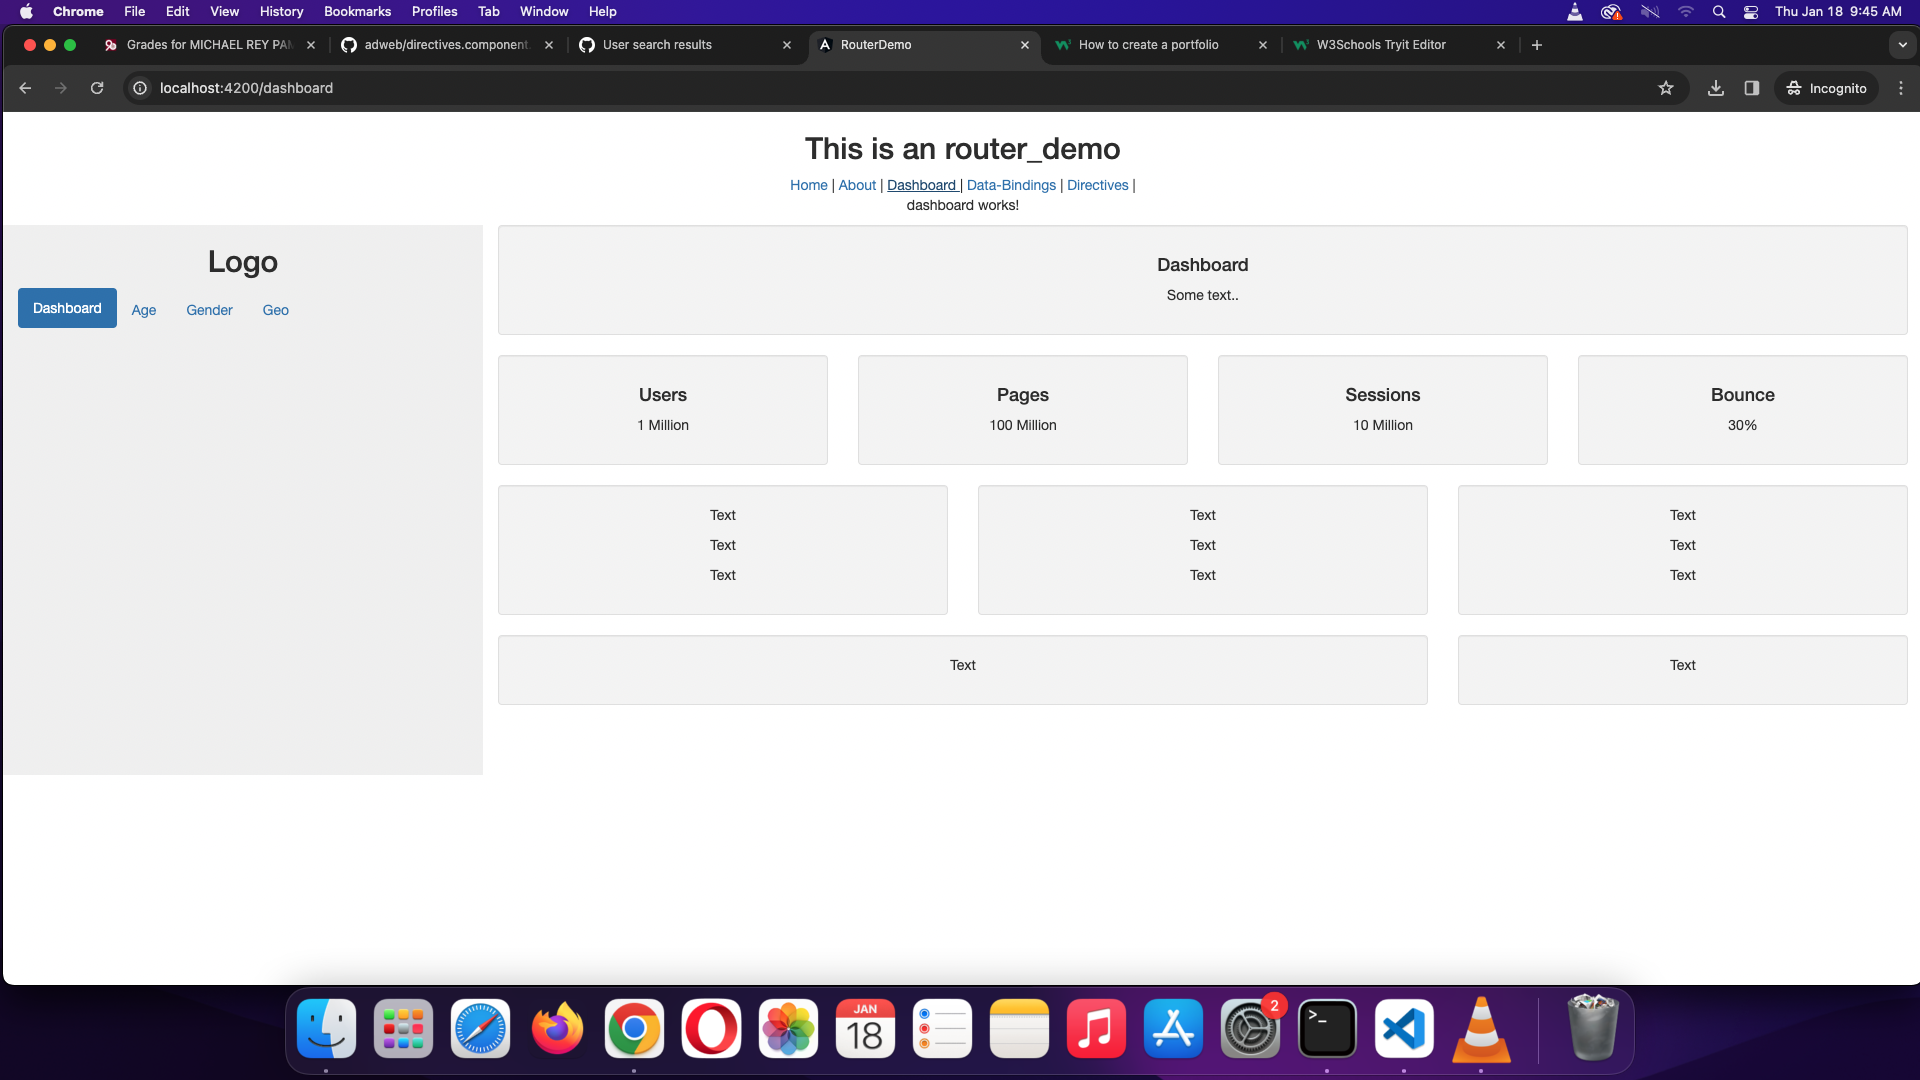 Chrome File Edit View History Bookmarks Profiles Tab Window Help Thu Jan 18 9:45 AM
Grades for MICHAEL REY PAN adweb/directives.component. User search results RouterDemo How to create a portfolio W3Schools Tryit Editor
localhost:4200/dashboard Incognito
This is an router_demo
Home | About | Dashboard | Data-Bindings | Directives |
dashboard works!
Logo
Dashboard Age Gender Geo
Dashboard
Some text..
Users Pages Sessions Bounce
1 Million 100 Million 10 Million 30%
Text Text Text
Text Text Text
Text Text Text
Text Text
JAN 2
18 >_